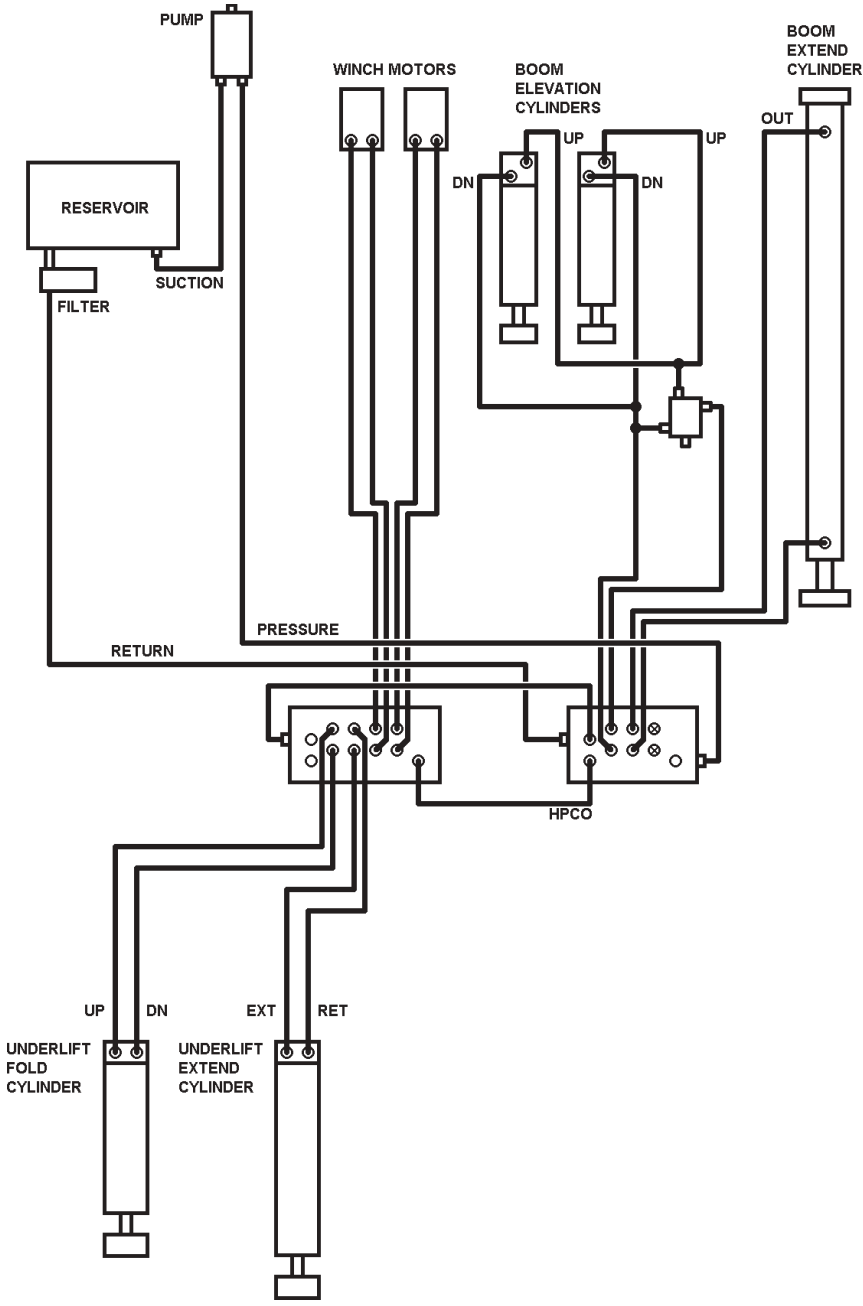 PUMP
WINCH MOTORS
BOOM
ELEVATION
CYLINDERS
BOOM
EXTEND
CYLINDER
OUT
UP
UP
DN
DN
RESERVOIR
SUCTION
FILTER
PRESSURE
RETURN
HPCO
UP
DN
EXT
RET
UNDERLIFT
FOLD
CYLINDER
UNDERLIFT
EXTEND
CYLINDER